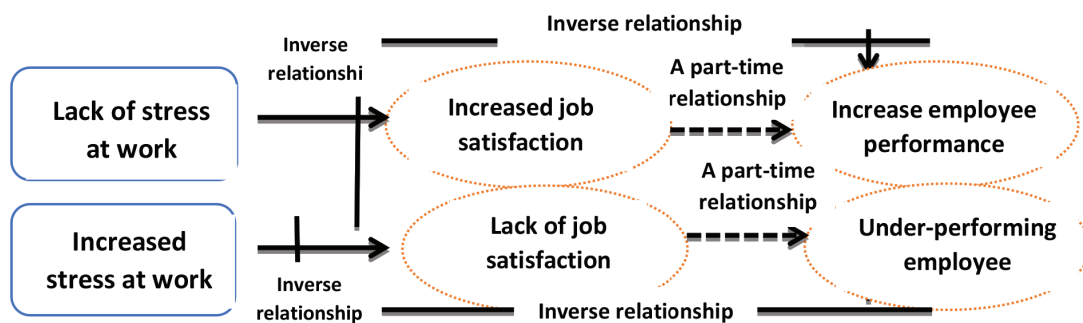 Inverse relationship
Inverse
relationshi
A part-time
relationship
Lack of stress
at work
Increased job
satisfaction
Increase employee
performance
A part-time
relationship
Increased
stress at work
Lack of job
satisfaction
Under-performing
employee
Inverse
relationship
Inverse relationship